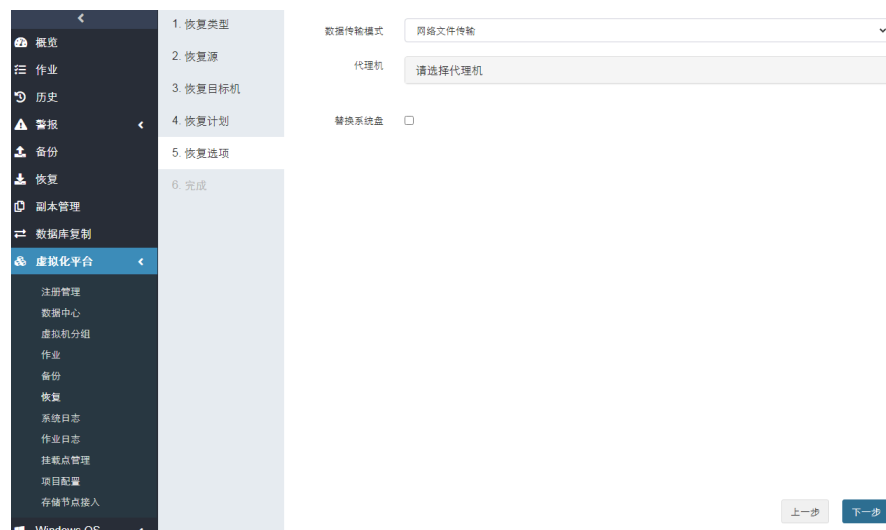 概览
作业
历史
警报
备份
恢复
副本管理
数据库复制
虚拟化平台
注册管理
数据中心
虚拟机分组
作业
备份
恢复
系统日志
作业日志
挂载点管理
项目配置
存储节点接入
Windows OS
1. 恢复类型
2. 恢复源
3. 恢复目标机
4. 恢复计划
5. 恢复选项
6. 完成
数据传输模式 网络文件传输
代理机 请选择代理机
替换系统盘
上一步 下一步